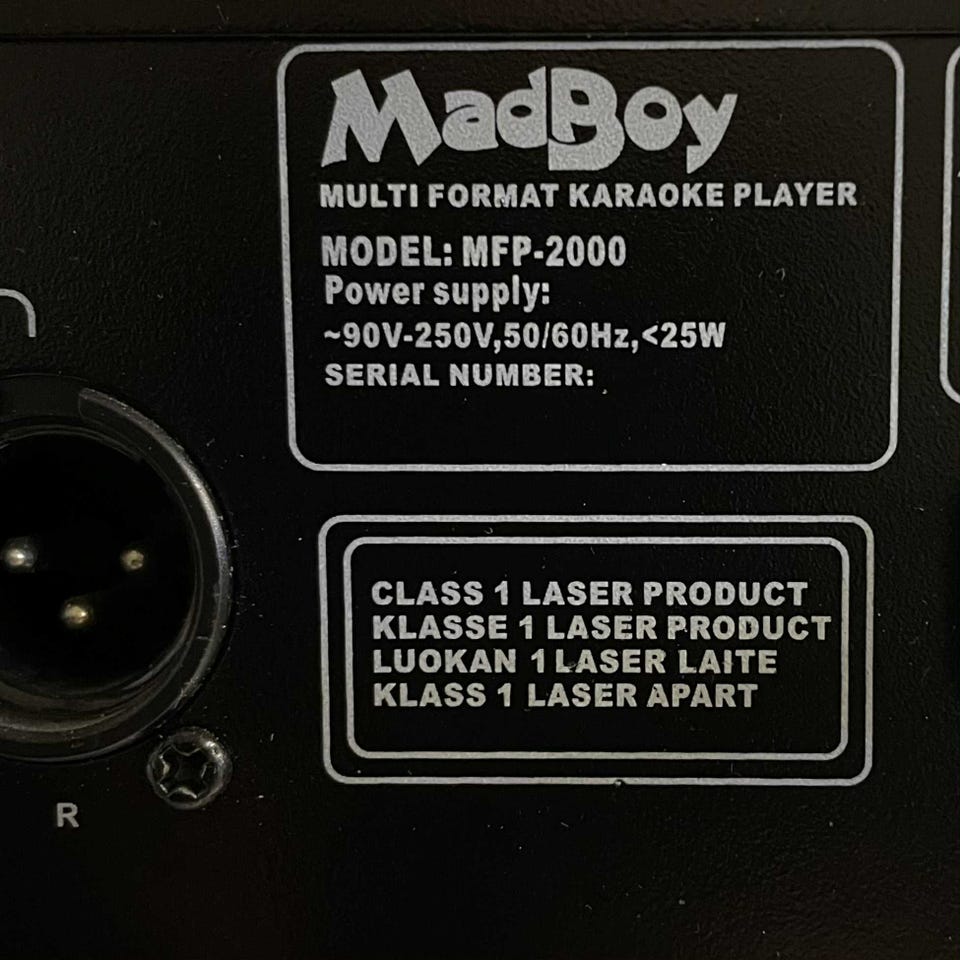 MadBoy
MULTI FORMAT KARAOKE PLAYER
MODEL: MFP-2000
Power supply:
~90V-250V,50/60Hz,<25W
SERIAL NUMBER:
CLASS 1 LASER PRODUCT
KLASSE 1 LASER PRODUCT
LUOKAN 1 LASER LAITE
KLASS 1 LASER APART
R